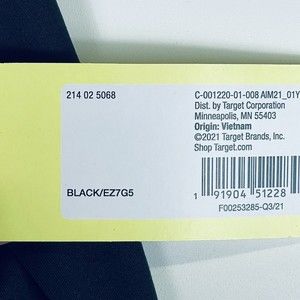 214 02 5068
C-001220-01-008 AIM21_01Y
Dist. by Target Corporation
Minneapolis, MN 55403
Origin: Vietnam
©2021 Target Brands, Inc.
Shop Target.com
BLACK/EZ7G5
1 91904 51228
F00253285-Q3/21